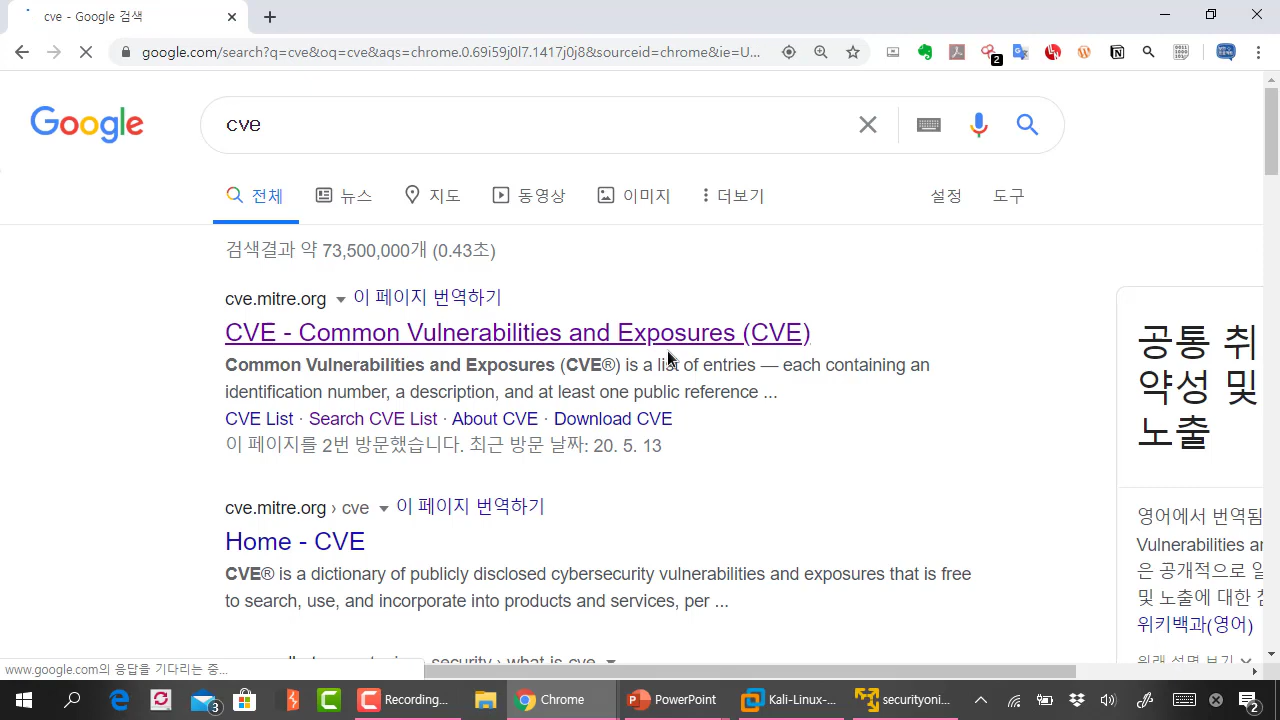 cve - Google 검색
google.com/search?q=cve&oq=cve&aqs=chrome.0.69i59j0l7.1417j0j8&sourceid=chrome&ie=U...
2
Google
cve
전체
뉴스
지도
동영상
이미지
더보기
설정
도구
검색결과 약 73,500,000개 (0.43초)
cve.mitre.org 이 페이지 번역하기
CVE - Common Vulnerabilities and Exposures (CVE)
Common Vulnerabilities and Exposures (CVE®) is a list of entries — each containing an
identification number, a description, and at least one public reference ...
CVE List · Search CVE List · About CVE · Download CVE
이 페이지를 2번 방문했습니다. 최근 방문 날짜: 20. 5. 13
cve.mitre.org › cve 이 페이지 번역하기
Home - CVE
CVE® is a dictionary of publicly disclosed cybersecurity vulnerabilities and exposures that is free
to search, use, and incorporate into products and services, per ...
security › what-is-cve
공통 취
약성 및
노출
영어에서 번역됨
Vulnerabilities
은 공개적으로
및 노출에 대한
위키백과(영어)
www.google.com의 응답을 기다리는 중...
3
Recording...
Chrome
PowerPoint
Kali-Linux-...
securityoni...
2